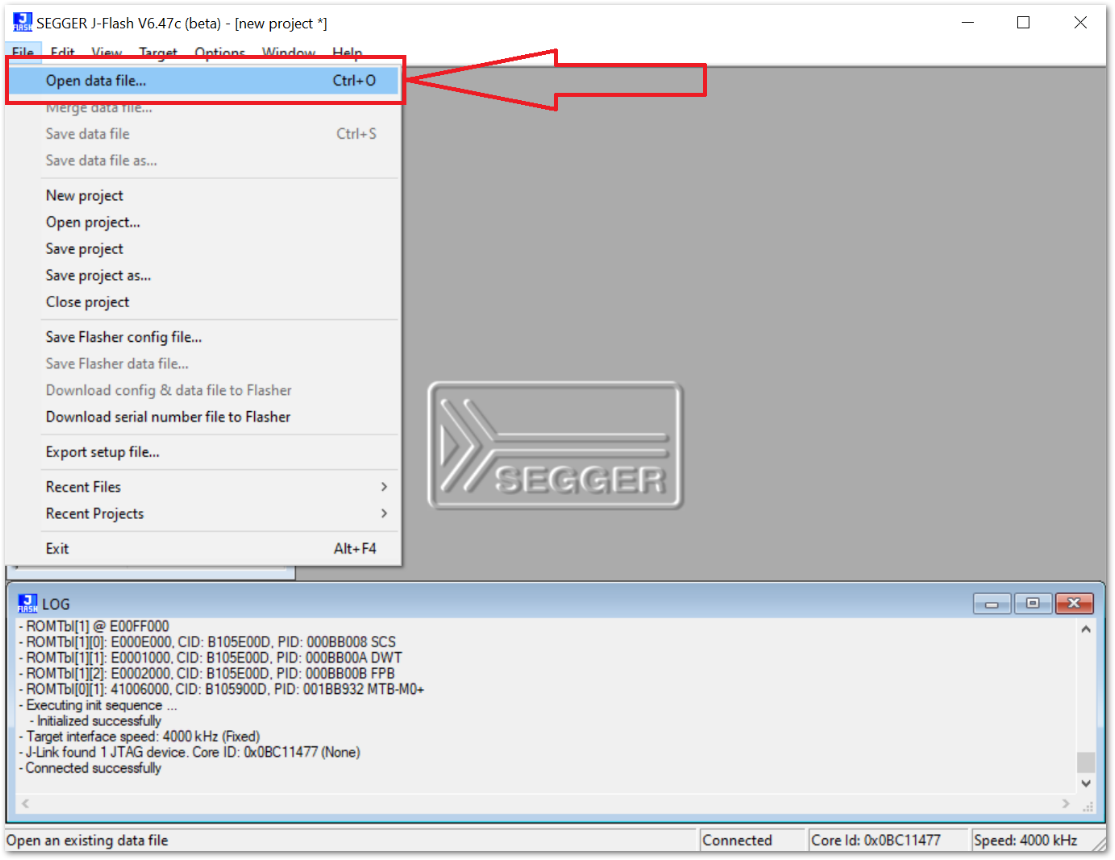 SEGGER J-Flash V6.47c (beta) - [new project *]
File Edit View Target Options Window Help
Open data file... Ctrl+O
Merge data file...
Save data file Ctrl+S
Save data file as...
New project
Open project...
Save project
Save project as...
Close project
Save Flasher config file...
Save Flasher data file...
Download config & data file to Flasher
Download serial number file to Flasher
Export setup file...
Recent Files
Recent Projects
Exit Alt+F4
SEGGER
LOG
- ROMTbl[1] @ E00FF000
- ROMTbl[1][0]: E000E000, CID: B105E00D, PID: 000BB008 SCS
- ROMTbl[1][1]: E0001000, CID: B105E00D, PID: 000BB00A DWT
- ROMTbl[1][2]: E0002000, CID: B105E00D, PID: 000BB00B FPB
- ROMTbl[0][1]: 41006000, CID: B105900D, PID: 001BB932 MTB-M0+
- Executing init sequence ...
- Initialized successfully
- Target interface speed: 4000 kHz (Fixed)
- J-Link found 1 JTAG device. Core ID: 0x0BC11477 (None)
- Connected successfully
Open an existing data file Connected Core Id: 0x0BC11477 Speed: 4000 kHz